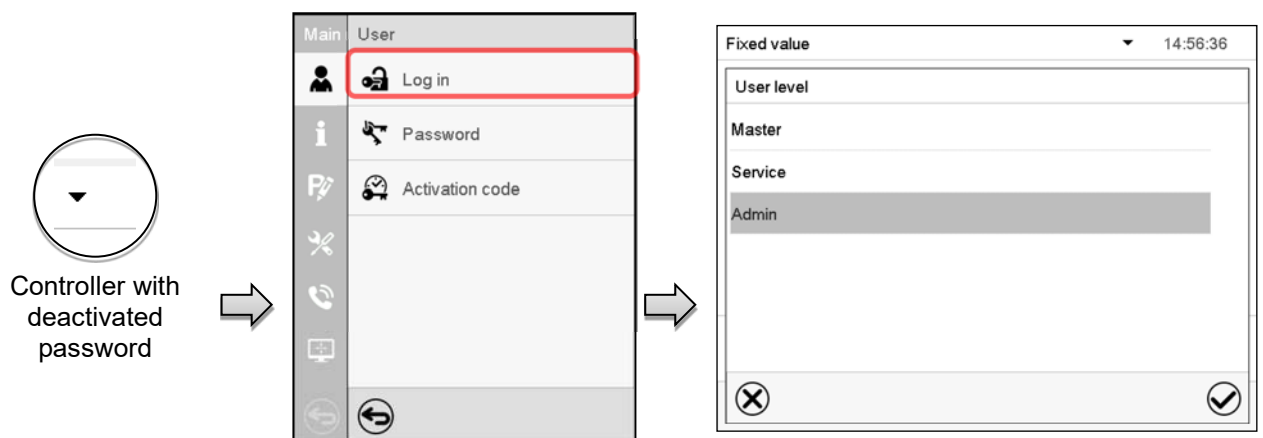 Controller with
deactivated
password
Main
User
Log in
Password
Activation code
Fixed value
14:56:36
User level
Master
Service
Admin